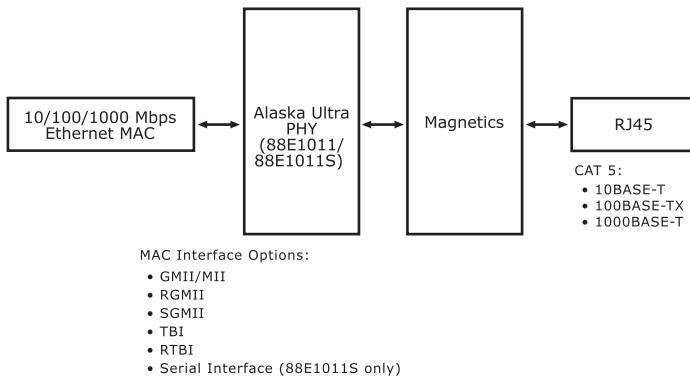 10/100/1000 Mbps
Ethernet MAC
Alaska Ultra
PHY
(88E1011/
88E1011S)
Magnetics
RJ45
CAT 5:
• 10BASE-T
• 100BASE-TX
• 1000BASE-T
MAC Interface Options:
• GMII/MII
• RGMII
• SGMII
• TBI
• RTBI
• Serial Interface (88E1011S only)